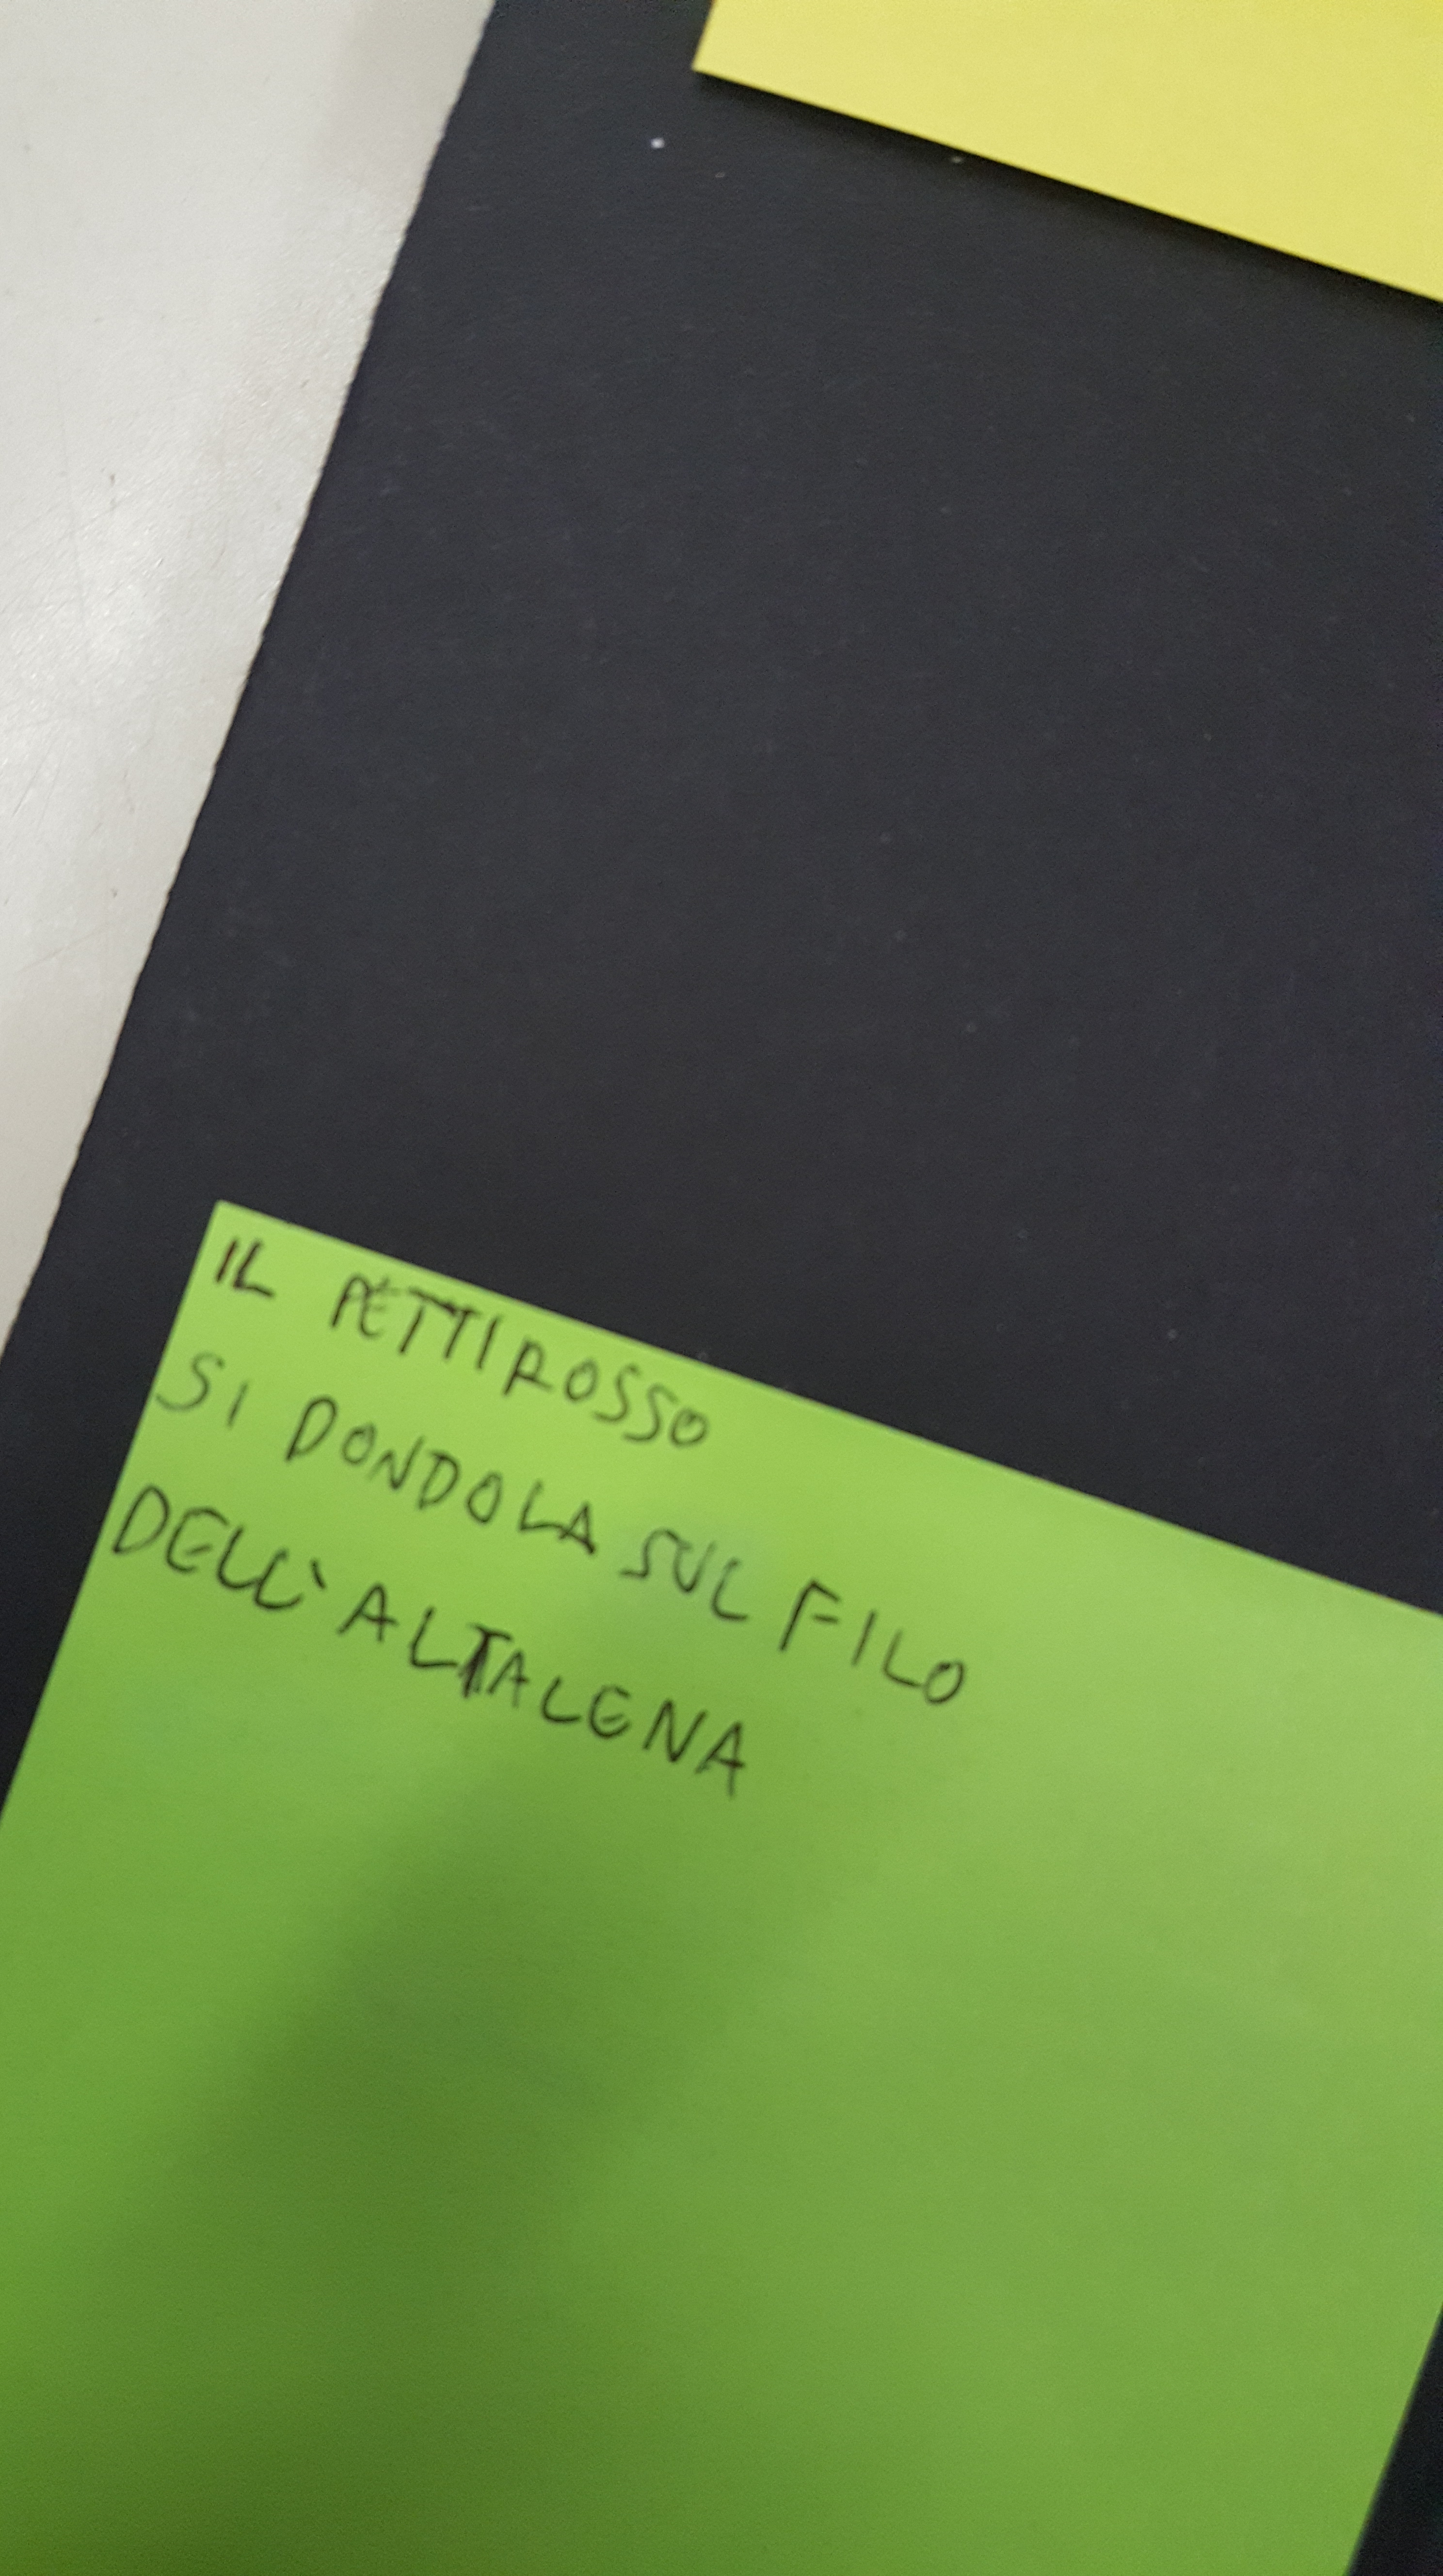 IL PETTIROSSO
SI DONDOLA SUL FILO
DELL'ALTALENA